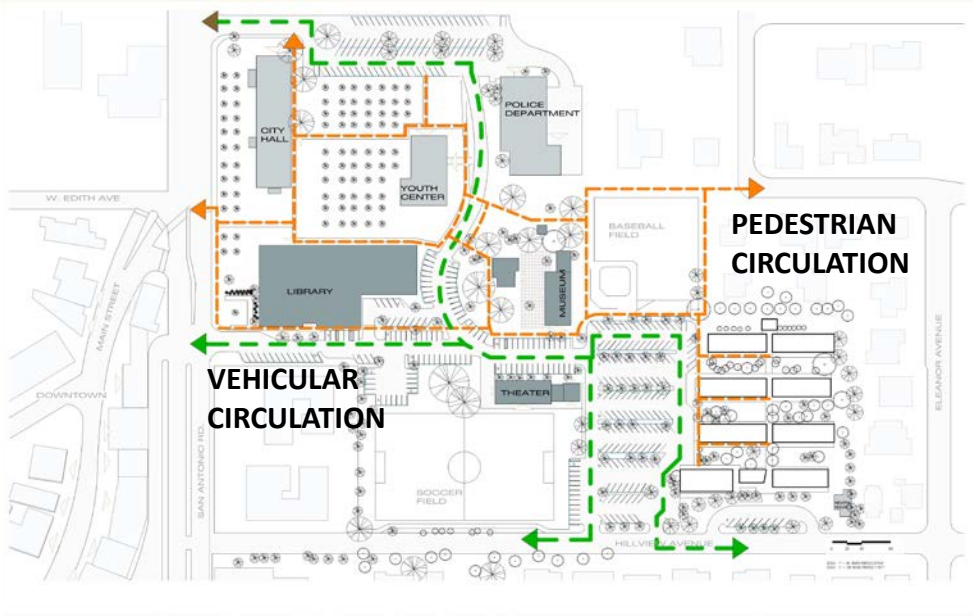 CITY
HALL
POLICE
DEPARTMENT
YOUTH
CENTER
W. EDITH AVE
BASEBALL
FIELD
PEDESTRIAN
CIRCULATION
MUSEUM
LIBRARY
MAIN STREET
ELEANOR AVENUE
VEHICULAR
CIRCULATION
THEATER
DOWNTOWN
SAN ANTONIO RD.
SOCCER
FIELD
HILLVIEW AVENUE